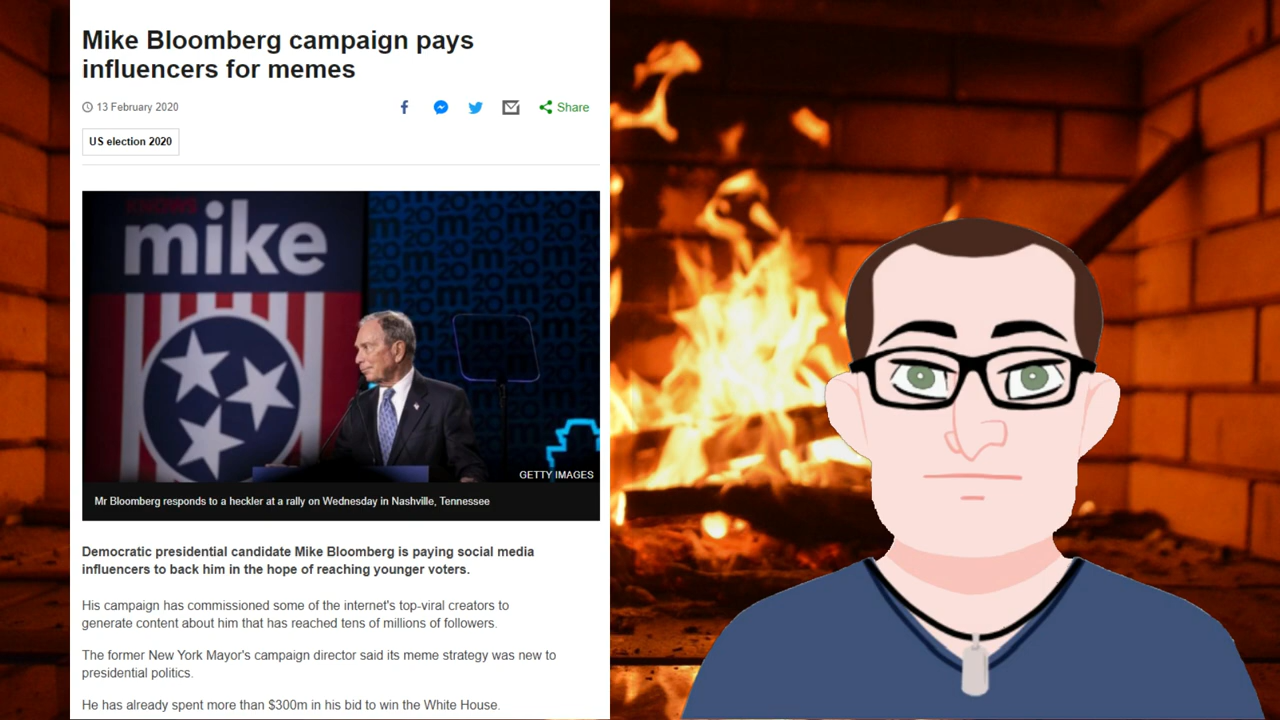 Mike Bloomberg campaign pays
influencers for memes
13 February 2020
Share
US election 2020
KNOWS
mike
GETTY IMAGES
Mr Bloomberg responds to a heckler at a rally on Wednesday in Nashville, Tennessee
Democratic presidential candidate Mike Bloomberg is paying social media
influencers to back him in the hope of reaching younger voters.
His campaign has commissioned some of the internet's top-viral creators to
generate content about him that has reached tens of millions of followers.
The former New York Mayor's campaign director said its meme strategy was new to
presidential politics.
He has already spent more than $300m in his bid to win the White House.